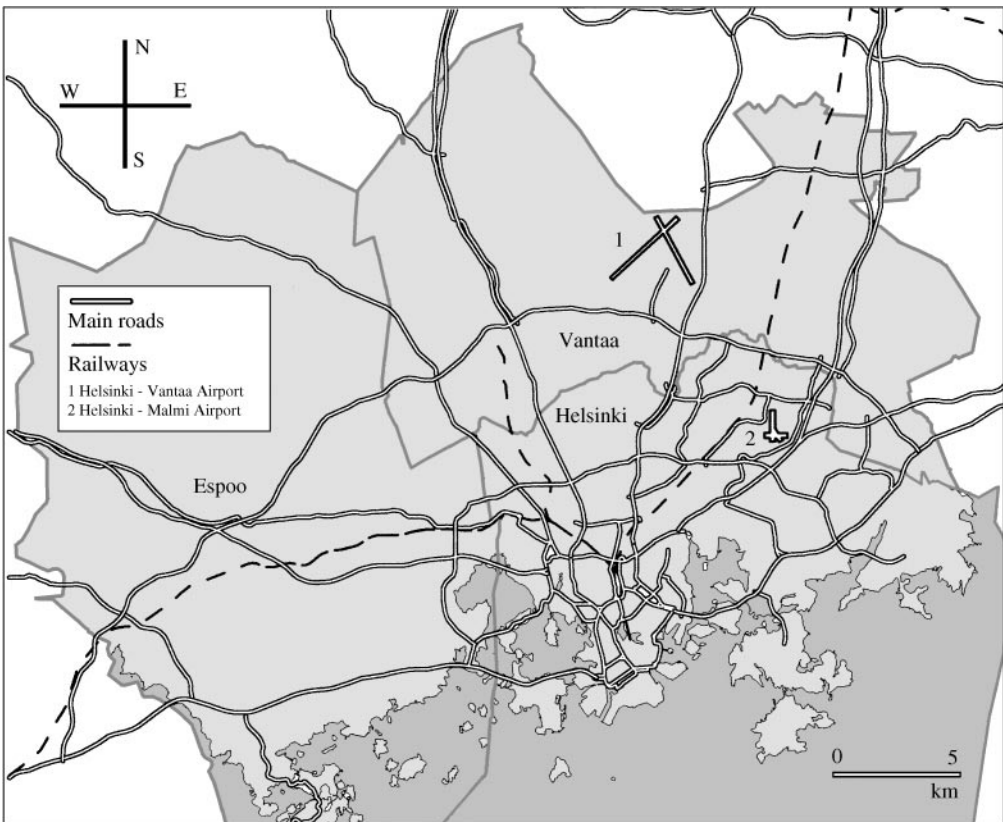 N
W E
S
1
Main roads
Railways
1 Helsinki - Vantaa Airport
2 Helsinki - Malmi Airport
Vantaa
Helsinki
2
Espoo
0 5
km